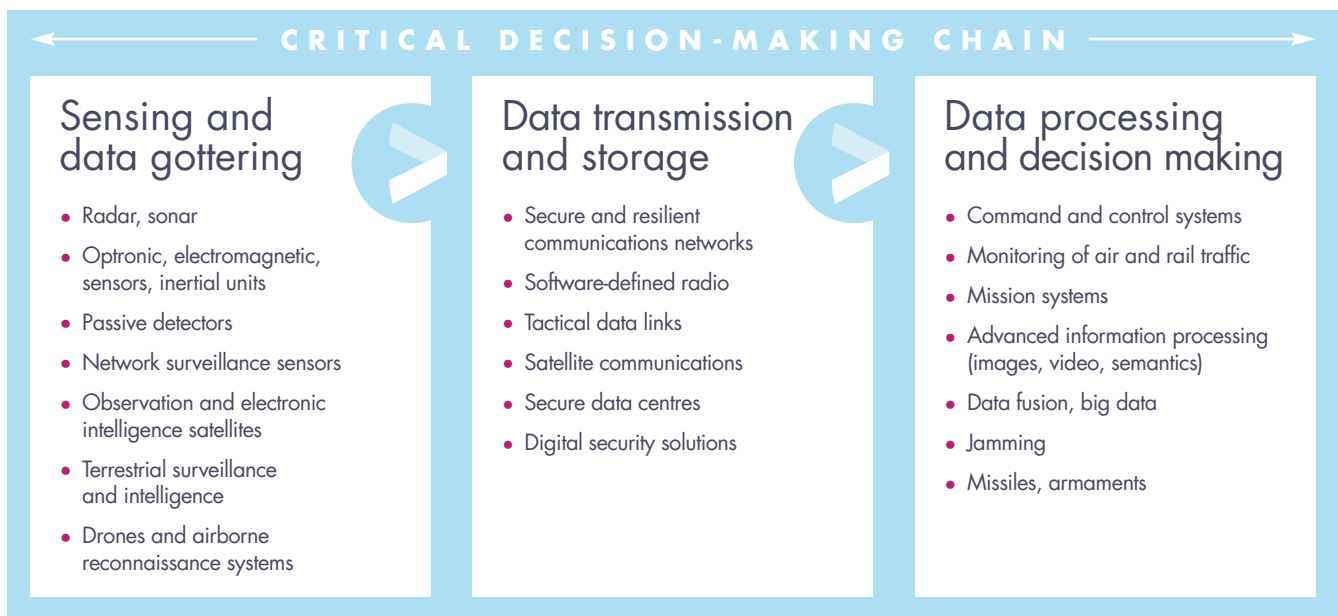 CRITICAL DECISION-MAKING CHAIN
Sensing and
data gottering
• Radar, sonar
• Optronic, electromagnetic,
sensors, inertial units
• Passive detectors
• Network surveillance sensors
• Observation and electronic
intelligence satellites
• Terrestrial surveillance
and intelligence
• Drones and airborne
reconnaissance systems
Data transmission
and storage
• Secure and resilient
communications networks
• Software-defined radio
• Tactical data links
• Satellite communications
• Secure data centres
• Digital security solutions
Data processing
and decision making
• Command and control systems
• Monitoring of air and rail traffic
• Mission systems
• Advanced information processing
(images, video, semantics)
• Data fusion, big data
• Jamming
• Missiles, armaments